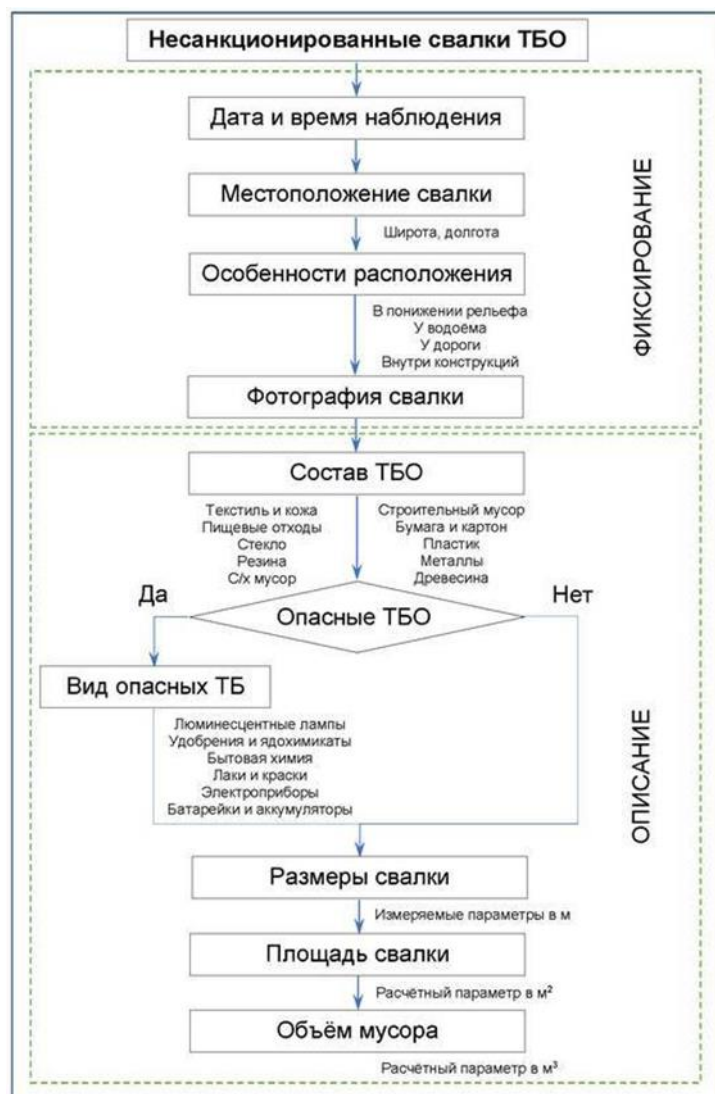 Несанкционированные свалки ТБО
Дата и время наблюдения
Местоположение свалки
Широта, долгота
Особенности расположения
В понижении рельефа
У водоёма
У дороги
Внутри конструкций
Фотография свалки
ФИКСИРОВАНИЕ
Состав ТБО
Текстиль и кожа
Пищевые отходы
Стекло
Резина
С/х мусор
Строительный мусор
Бумага и картон
Пластик
Металлы
Древесина
Да
Опасные ТБО
Нет
Вид опасных ТБ
Люминесцентные лампы
Удобрения и ядохимикаты
Бытовая химия
Лаки и краски
Электроприборы
Батарейки и аккумуляторы
Размеры свалки
Измеряемые параметры в м
Площадь свалки
Расчётный параметр в м²
Объём мусора
Расчётный параметр в м³
ОПИСАНИЕ